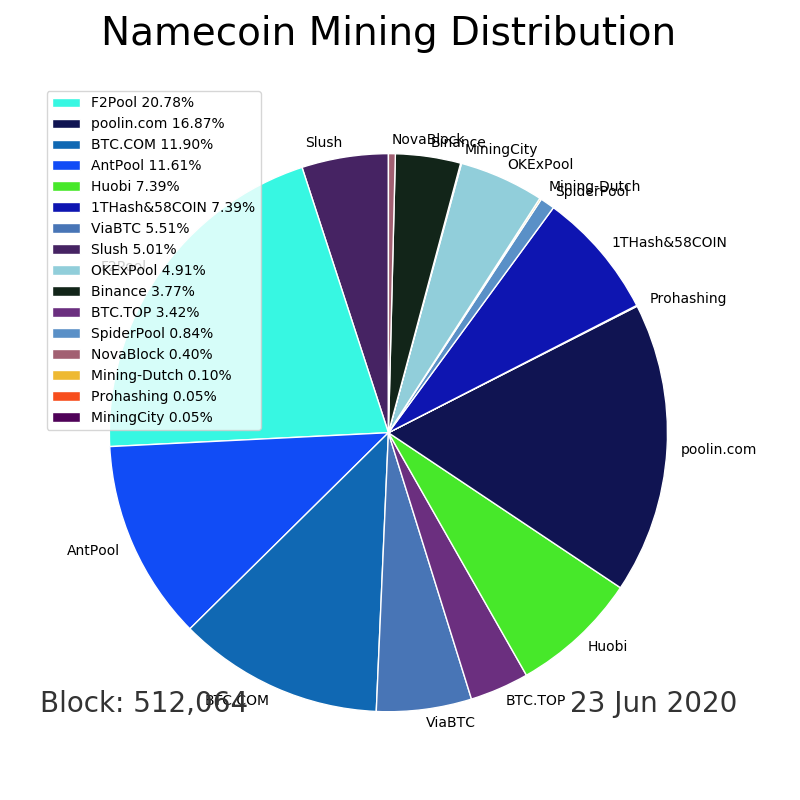 Namecoin Mining Distribution
F2Pool 20.78%
poolin.com 16.87%
BTC.COM 11.90%
AntPool 11.61%
Huobi 7.39%
1THash&58COIN 7.39%
ViaBTC 5.51%
Slush 5.01%
OKExPool 4.91%
Binance 3.77%
BTC.TOP 3.42%
SpiderPool 0.84%
NovaBlock 0.40%
Mining-Dutch 0.10%
Prohashing 0.05%
MiningCity 0.05%
Slush
NovaBlock
Binance
MiningCity
OKExPool
Mining-Dutch
SpiderPool
1THash&58COIN
Prohashing
F2Pool
poolin.com
AntPool
Huobi
BTC.COM
BTC.TOP
ViaBTC
Block: 512,064
23 Jun 2020